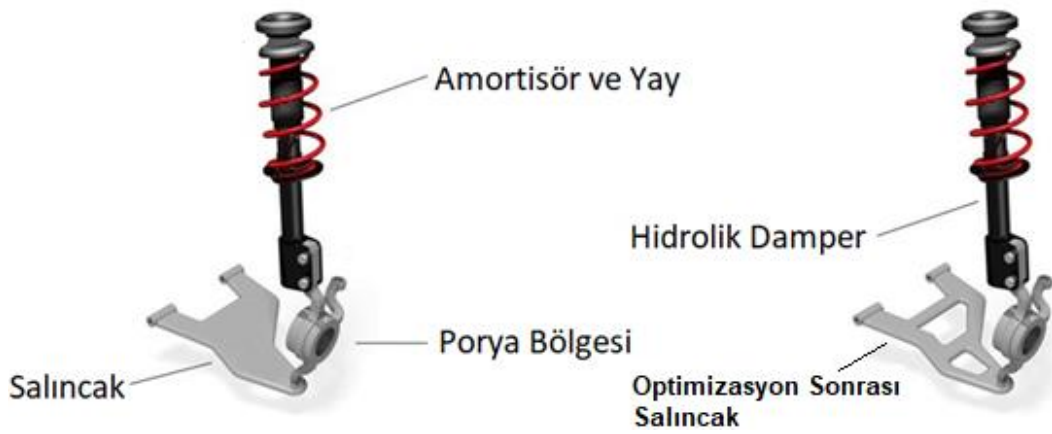 Amortisör ve Yay
Hidrolik Damper
Porya Bölgesi
Salıncak
Optimizasyon Sonrası
Salıncak